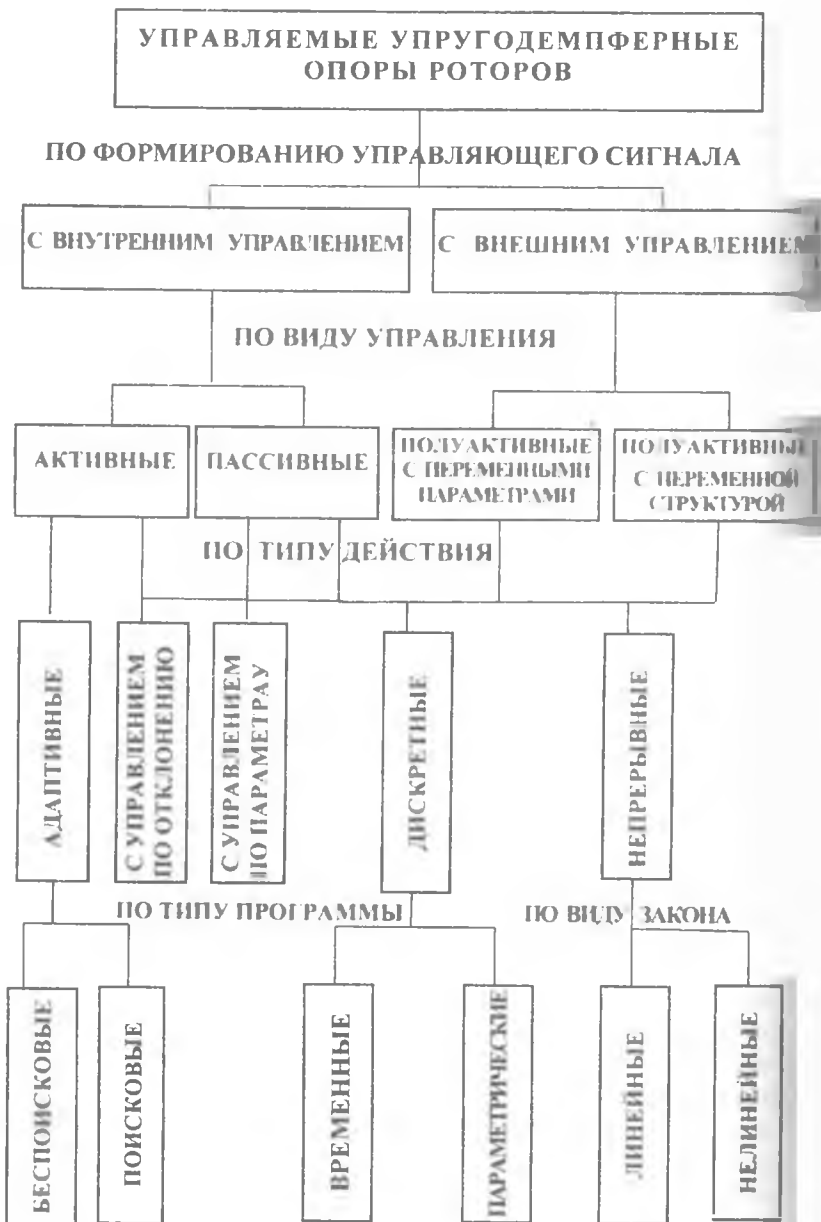 УПРАВЛЯЕМЫЕ УПРУГОДЕМПФЕРНЫЕ
ОПОРЫ РОТОРОВ
ПО ФОРМИРОВАНИЮ УПРАВЛЯЮЩЕГО СИГНАЛА
С ВНУТРЕННИМ УПРАВЛЕНИЕМ
С ВНЕШНИМ УПРАВЛЕНИЕМ
ПО ВИДУ УПРАВЛЕНИЯ
АКТИВНЫЕ
ПАССИВНЫЕ
ПОЛУАКТИВНЫЕ
С ПЕРЕМЕННЫМИ
ПАРАМЕТРАМИ
ПОЛУАКТИВНЫЕ
С ПЕРЕМЕННОЙ
СТРУКТУРОЙ
ПО ТИПУ ДЕЙСТВИЯ
АДАПТИВНЫЕ
С УПРАВЛЕНИЕМ
ПО ОТКЛОНЕНИЮ
С УПРАВЛЕНИЕМ
ПО ПАРАМЕТРАУ
ДИСКРЕТНЫЕ
НЕПРЕРЫВНЫЕ
ПО ТИПУ ПРОГРАММЫ
ПО ВИДУ ЗАКОНА
БЕСПОИСКОВЫЕ
ПОИСКОВЫЕ
ВРЕМЕННЫЕ
ПАРАМЕТРИЧЕСКИЕ
ЛИНЕЙНЫЕ
НЕЛИНЕЙНЫЕ